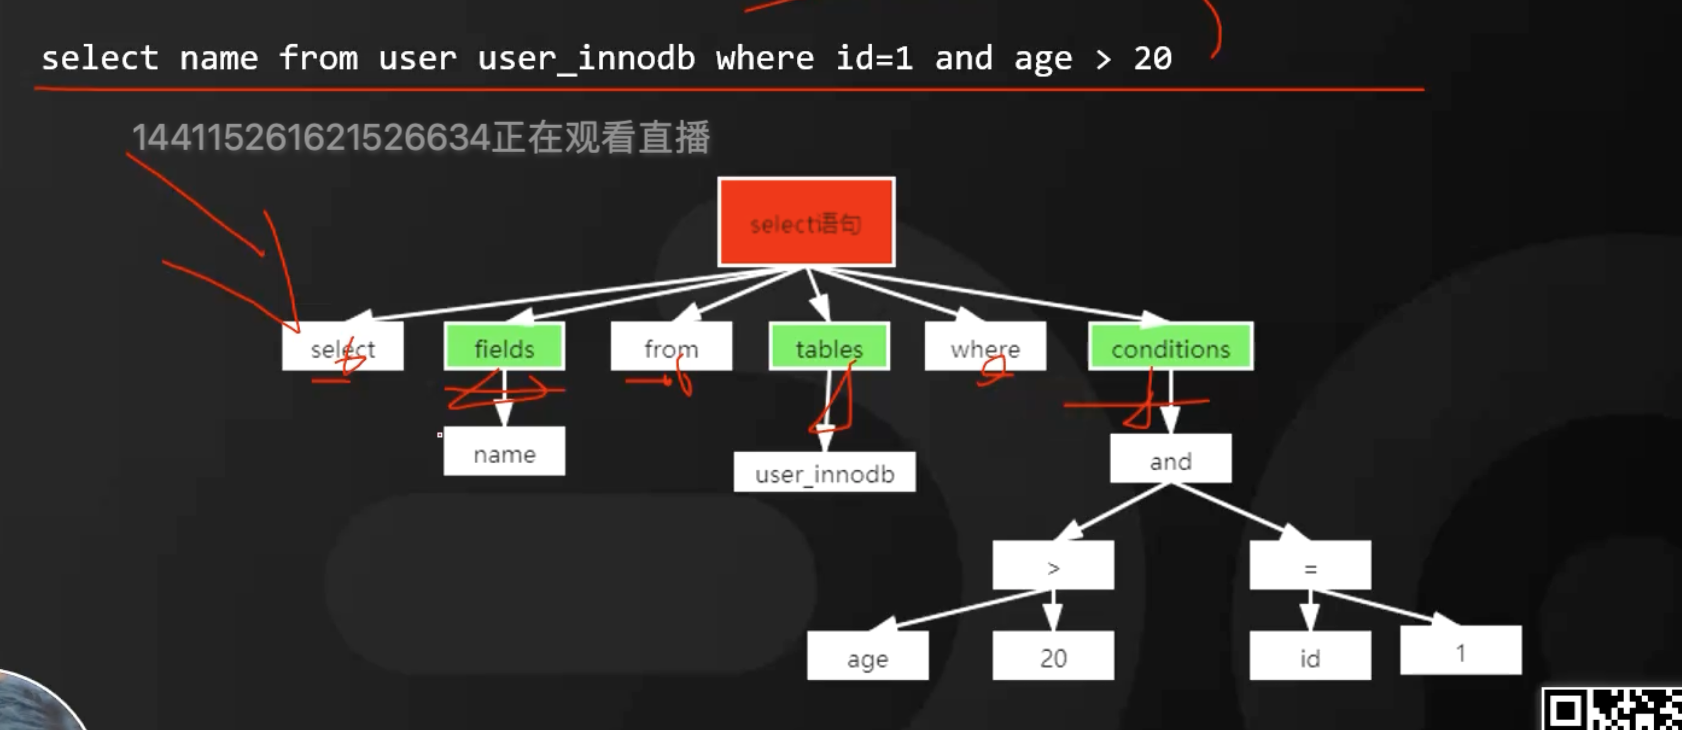 select name from user user_innodb where id=1 and age > 20
144115261621526634正在观看直播
select语句
select fields from tables where conditions
name user_innodb and
> =
age 20 id 1